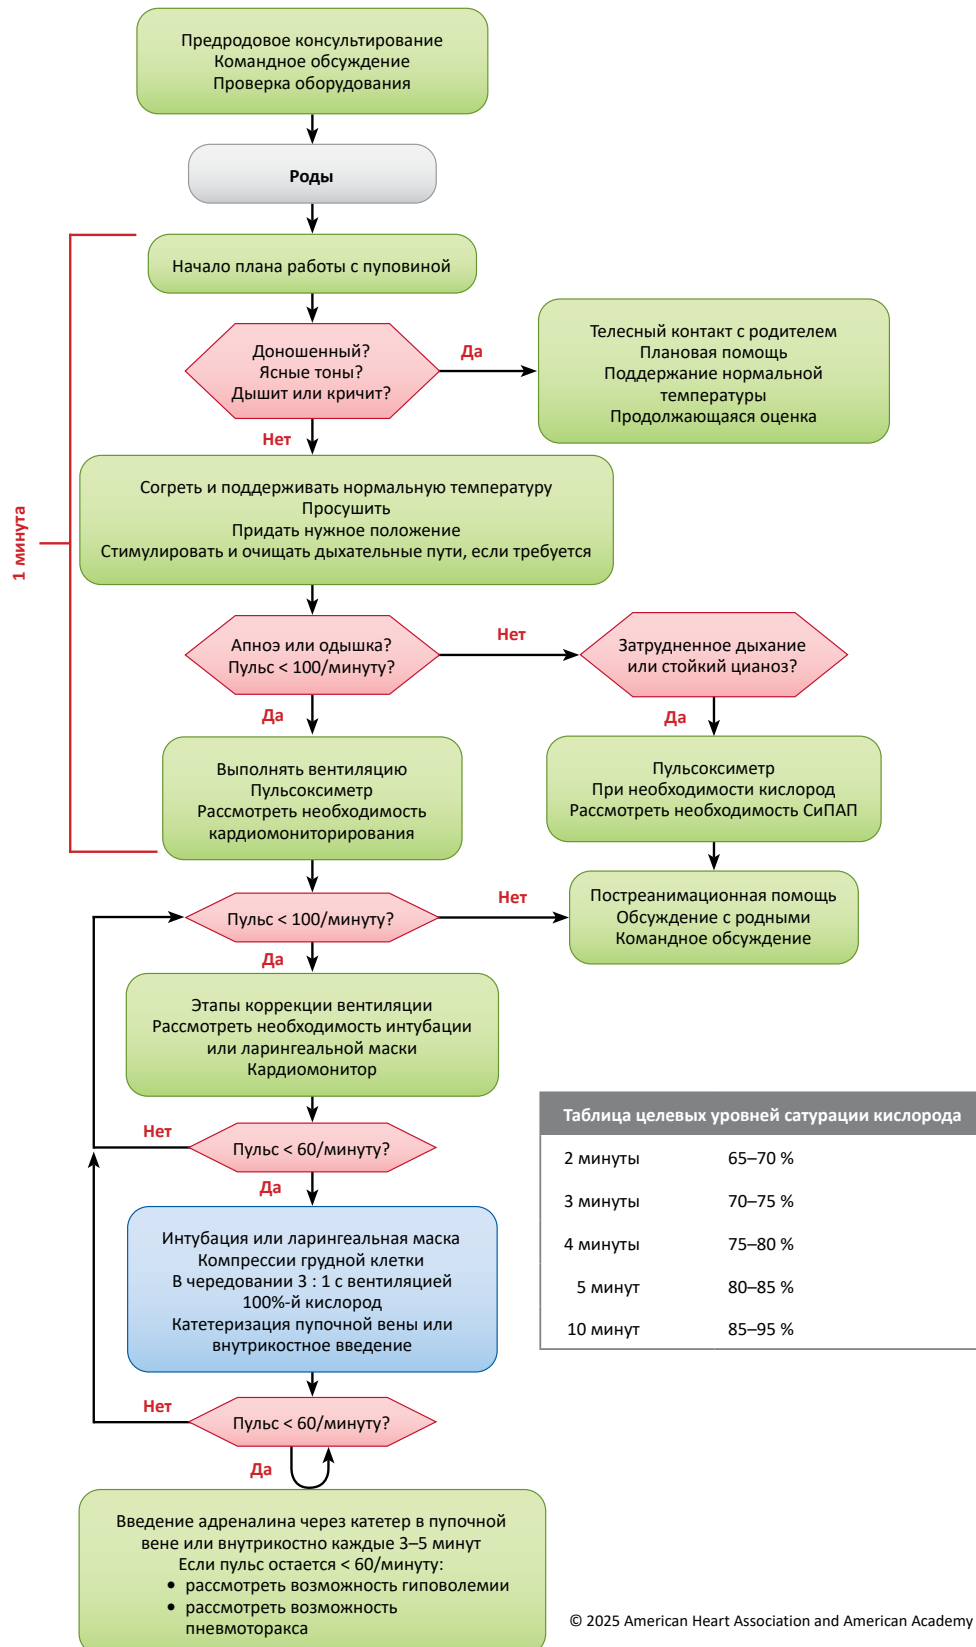 Предродовое консультирование
Командное обсуждение
Проверка оборудования
Роды
Начало плана работы с пуповиной
Доношенный?
Ясные тоны?
Дышит или кричит?
Да
Телесный контакт с родителем
Плановая помощь
Поддержание нормальной
температуры
Продолжающаяся оценка
Нет
1 минута
Согреть и поддерживать нормальную температуру
Просушить
Придать нужное положение
Стимулировать и очищать дыхательные пути, если требуется
Апноэ или одышка?
Пульс < 100/минуту?
Нет
Затрудненное дыхание
или стойкий цианоз?
Да
Да
Выполнять вентиляцию
Пульсоксиметр
Рассмотреть необходимость
кардиомониторирования
Пульсоксиметр
При необходимости кислород
Рассмотреть необходимость СиПАП
Пульс < 100/минуту?
Нет
Постреанимационная помощь
Обсуждение с родными
Командное обсуждение
Да
Этапы коррекции вентиляции
Рассмотреть необходимость интубации
или ларингеальной маски
Кардиомонитор
Нет
Пульс < 60/минуту?
Да
Интубация или ларингеальная маска
Компрессии грудной клетки
В чередовании 3 : 1 с вентиляцией
100%-й кислород
Катетеризация пупочной вены или
внутрикостное введение
Нет
Пульс < 60/минуту?
Да
Введение адреналина через катетер в пупочной
вене или внутрикостно каждые 3–5 минут
Если пульс остается < 60/минуту:
• рассмотреть возможность гиповолемии
• рассмотреть возможность
пневмоторакса
Таблица целевых уровней сатурации кислорода
2 минуты 65–70 %
3 минуты 70–75 %
4 минуты 75–80 %
5 минут 80–85 %
10 минут 85–95 %
© 2025 American Heart Association and American Academy